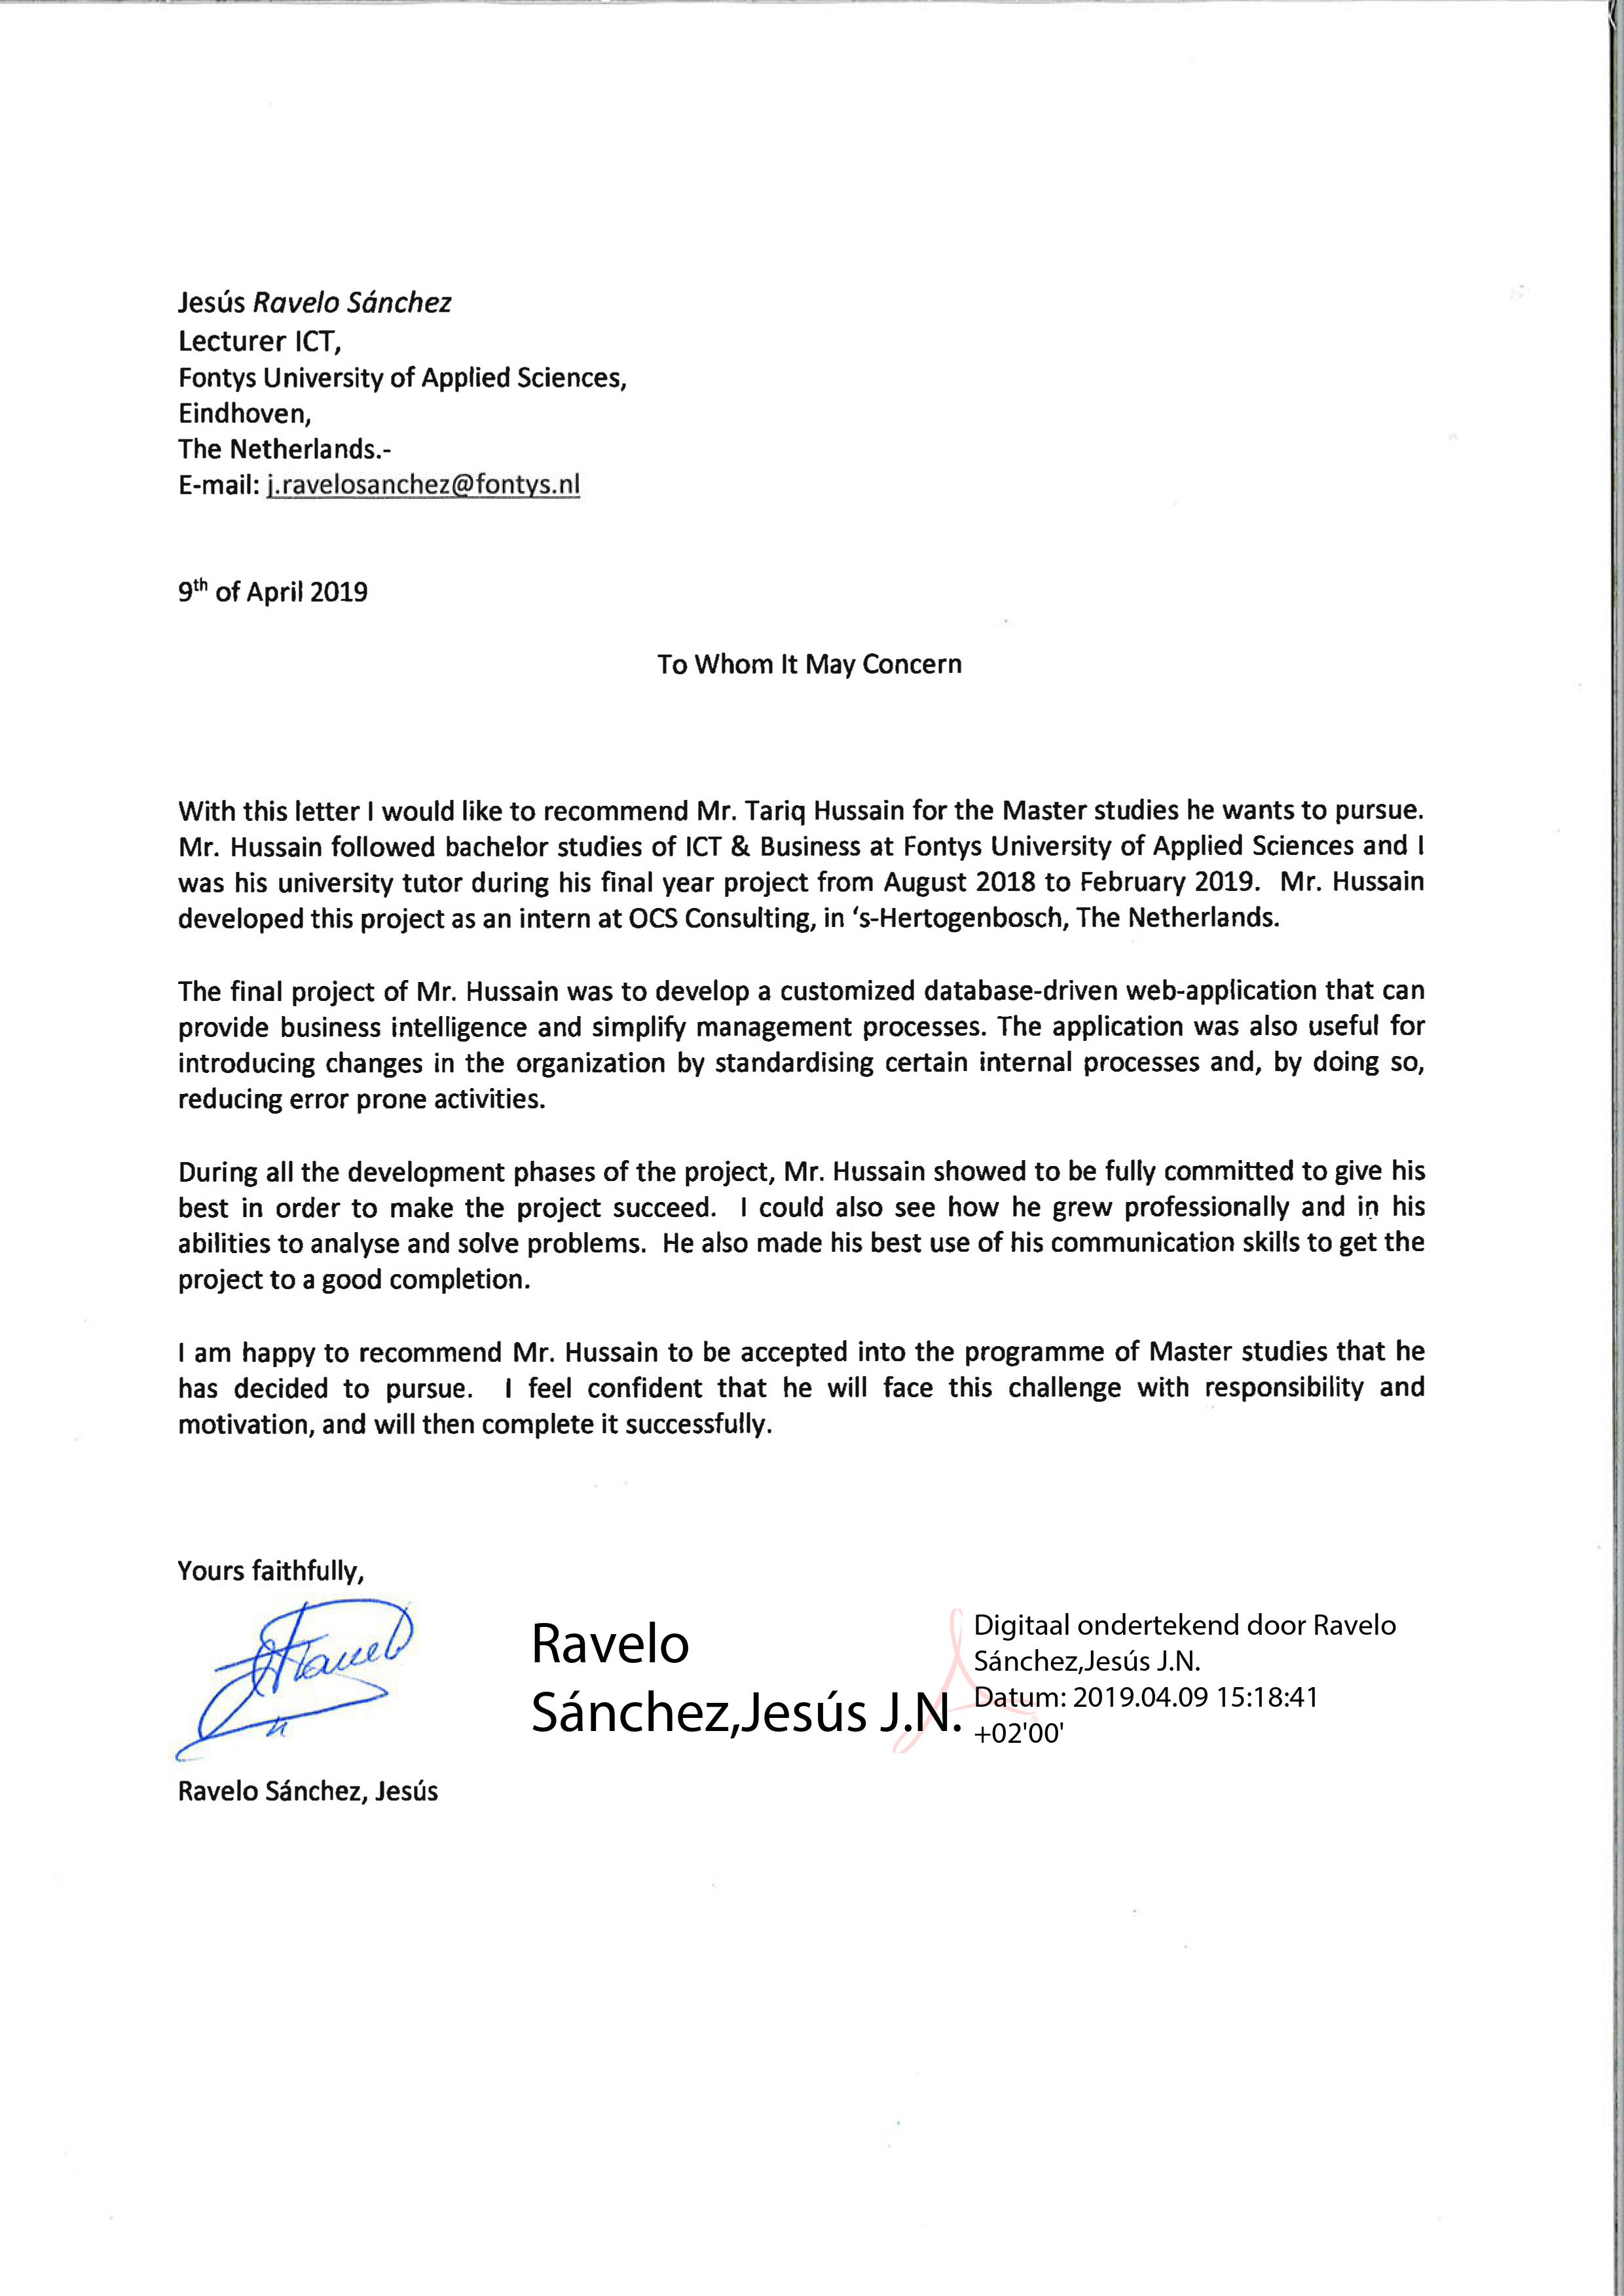 Jesús Ravelo Sánchez
Lecturer ICT,
Fontys University of Applied Sciences,
Eindhoven,
The Netherlands.-
E-mail: j.ravelosanchez@fontys.nl
9th of April 2019
To Whom It May Concern
With this letter I would like to recommend Mr. Tariq Hussain for the Master studies he wants to pursue.
Mr. Hussain followed bachelor studies of ICT & Business at Fontys University of Applied Sciences and I
was his university tutor during his final year project from August 2018 to February 2019.  Mr. Hussain
developed this project as an intern at OCS Consulting, in ‘s-Hertogenbosch, The Netherlands.
The final project of Mr. Hussain was to develop a customized database-driven web-application that can
provide business intelligence and simplify management processes. The application was also useful for
introducing changes in the organization by standardising certain internal processes and, by doing so,
reducing error prone activities.
During all the development phases of the project, Mr. Hussain showed to be fully committed to give his
best in order to make the project succeed.  I could also see how he grew professionally and in his
abilities to analyse and solve problems.  He also made his best use of his communication skills to get the
project to a good completion.
I am happy to recommend Mr. Hussain to be accepted into the programme of Master studies that he
has decided to pursue.  I feel confident that he will face this challenge with responsibility and
motivation, and will then complete it successfully.
Yours faithfully,
Ravelo
Sánchez,Jesús J.N.
Digitaal ondertekend door Ravelo
Sánchez,Jesús J.N.
Datum: 2019.04.09 15:18:41
+02'00'
Ravelo Sánchez, Jesús